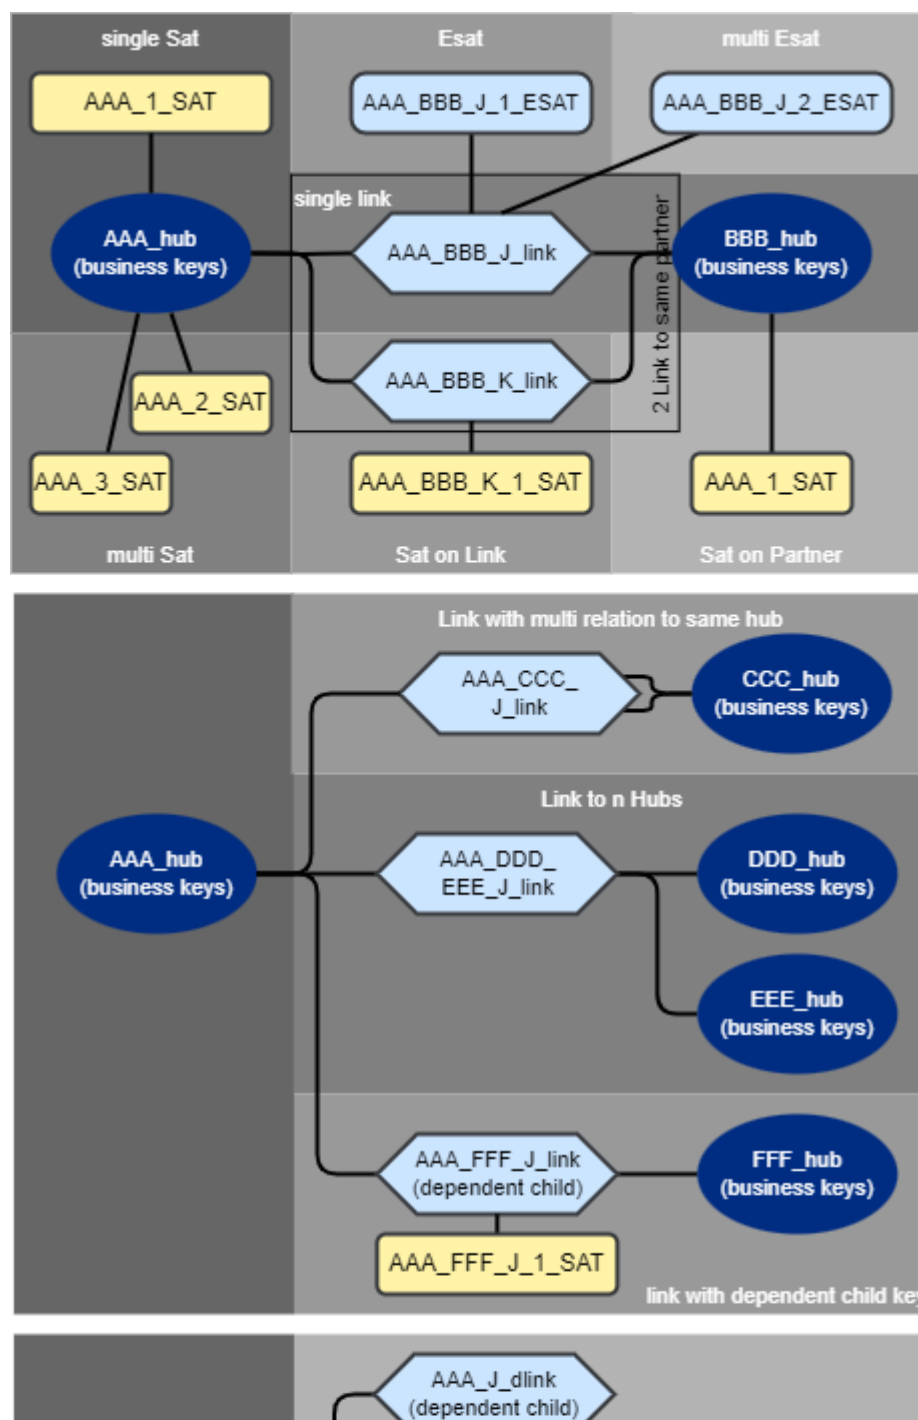 single Sat
Esat
multi Esat
AAA_1_SAT
AAA_BBB_J_1_ESAT
AAA_BBB_J_2_ESAT
single link
AAA_hub
(business keys)
AAA_BBB_J_link
2 Link to same partner
BBB_hub
(business keys)
AAA_BBB_K_link
AAA_2_SAT
AAA_3_SAT
AAA_BBB_K_1_SAT
AAA_1_SAT
multi Sat
Sat on Link
Sat on Partner
Link with multi relation to same hub
AAA_CCC_
J_link
CCC_hub
(business keys)
Link to n Hubs
AAA_hub
(business keys)
AAA_DDD_
EEE_J_link
DDD_hub
(business keys)
EEE_hub
(business keys)
AAA_FFF_J_link
(dependent child)
FFF_hub
(business keys)
AAA_FFF_J_1_SAT
link with dependent child key
AAA_J_dlink
(dependent child)